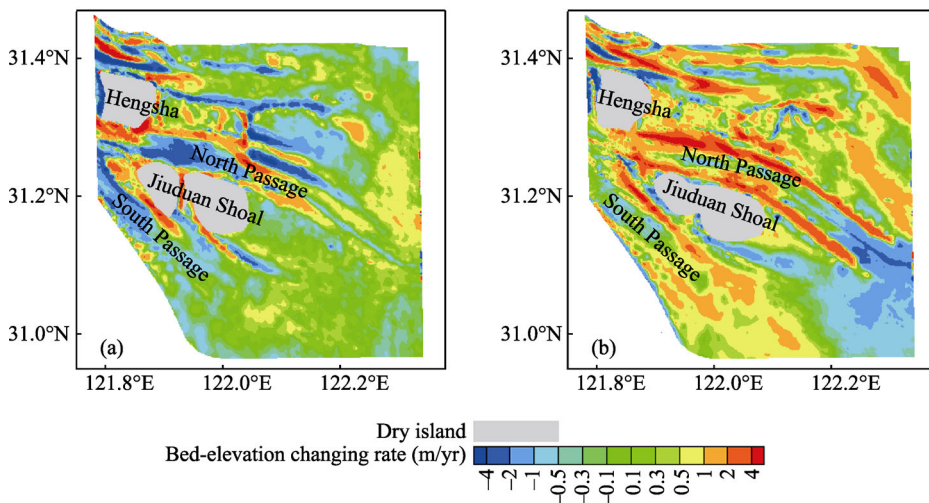 31.4°N
31.2°N
31.0°N
Hengsha
North Passage
Jiuduan Shoal
South Passage
(a)
121.8°E 122.0°E 122.2°E
31.4°N
31.2°N
31.0°N
Hengsha
North Passage
Jiuduan Shoal
South Passage
(b)
121.8°E 122.0°E 122.2°E
Dry island
Bed-elevation changing rate (m/yr)
−4 −2 −1 −0.5 −0.3 −0.1 0.1 0.3 0.5 1 2 4